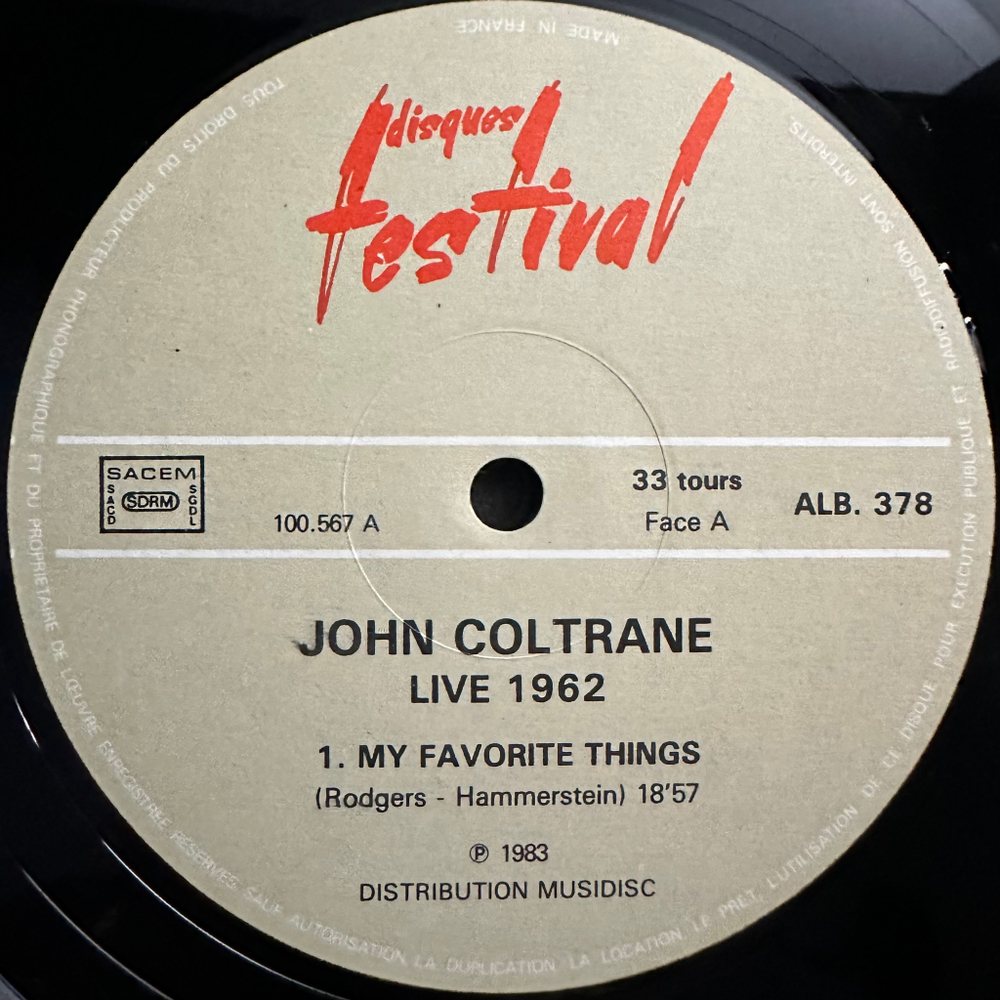 MADE IN FRANCE
TOUS DROITS DU PRODUCTEUR PHONOGRAPHIQUE ET DU PROPRIETAIRE DE L'ŒUVRE ENREGISTREE RESERVES SAUF AUTORISATION LA DUPLICATION LA LOCATION LE PRET, L'UTILISATION DE CE DISQUE POUR EXECUTION PUBLIQUE ET RADIODIFFUSION SONT INTERDITS.
disques
festival
SACEM
SACD
SDRM
SGDL
100.567 A
33 tours
Face A
ALB. 378
JOHN COLTRANE
LIVE 1962
1. MY FAVORITE THINGS
(Rodgers - Hammerstein) 18'57
℗ 1983
DISTRIBUTION MUSIDISC